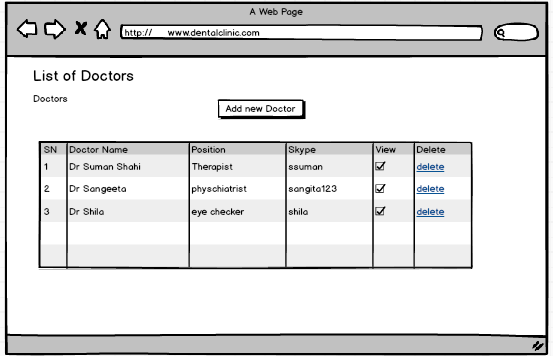 A Web Page
http:// www.dentalclinic.com
List of Doctors
Doctors
Add new Doctor
SN Doctor Name Position Skype View Delete
1 Dr Suman Shahi Therapist ssuman delete
2 Dr Sangeeta physchiatrist sangita123 delete
3 Dr Shila eye checker shila delete